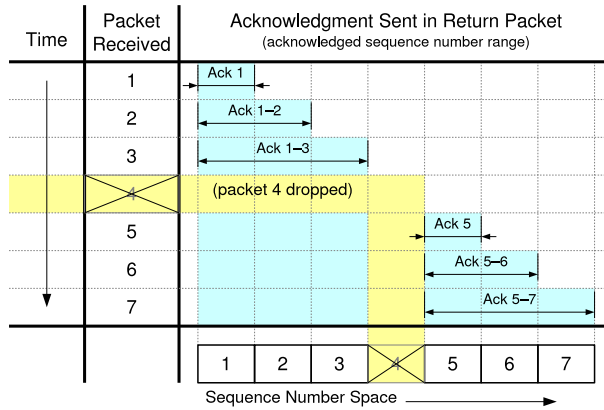 Time
Packet
Received
Acknowledgment Sent in Return Packet
(acknowledged sequence number range)
1
Ack 1
2
Ack 1–2
3
Ack 1–3
4
(packet 4 dropped)
5
Ack 5
6
Ack 5–6
7
Ack 5–7
1 2 3 4 5 6 7
Sequence Number Space